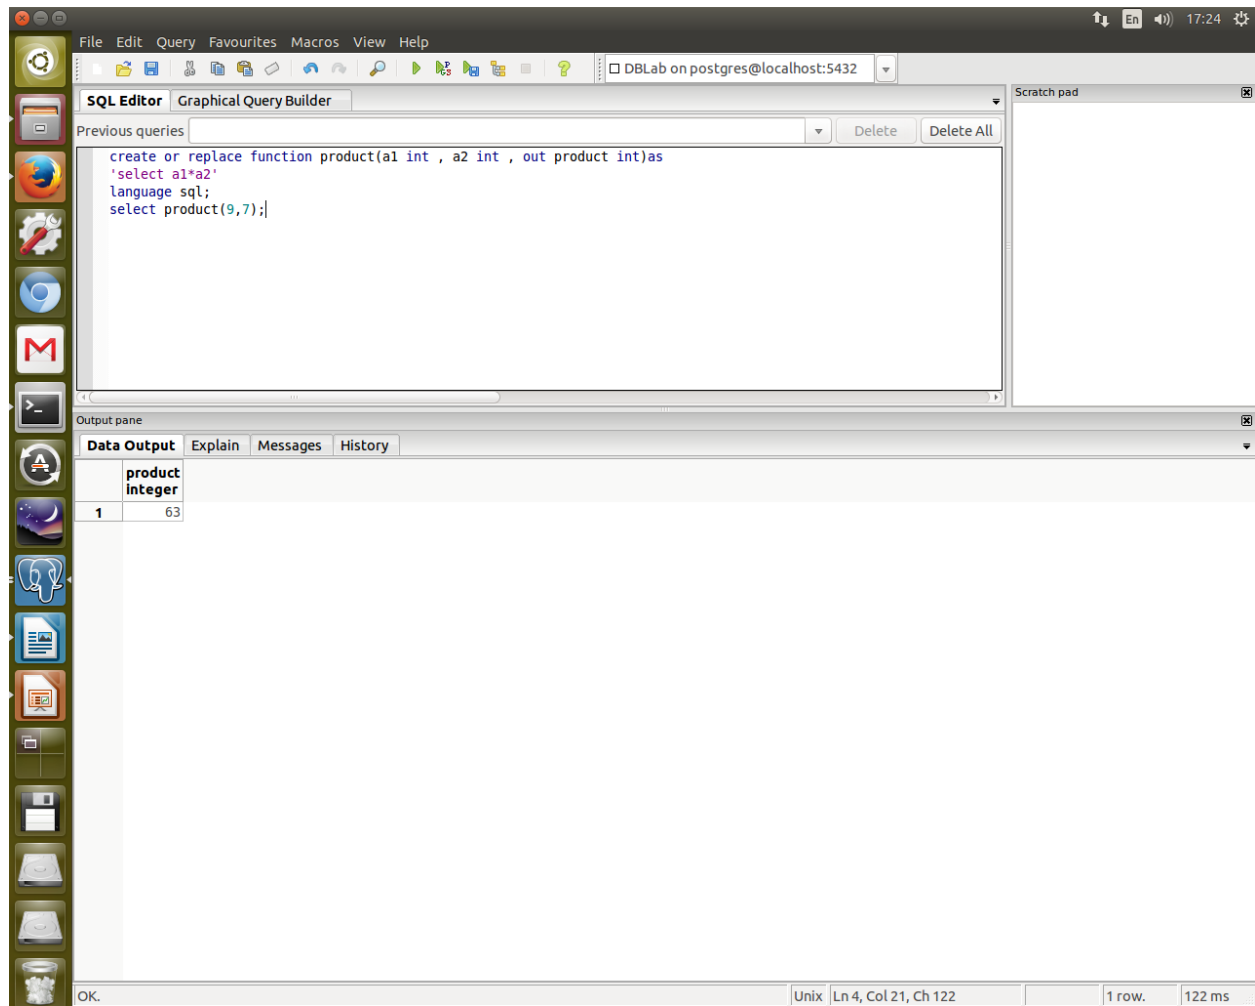 En 17:24
File Edit Query Favourites Macros View Help
DBLab on postgres@localhost:5432
SQL Editor Graphical Query Builder
Scratch pad
Previous queries Delete Delete All
create or replace function product(a1 int , a2 int , out product int)as
'select a1*a2'
language sql;
select product(9,7);
Output pane
Data Output Explain Messages History
product
integer
1 63
OK. Unix Ln 4, Col 21, Ch 122 1 row. 122 ms